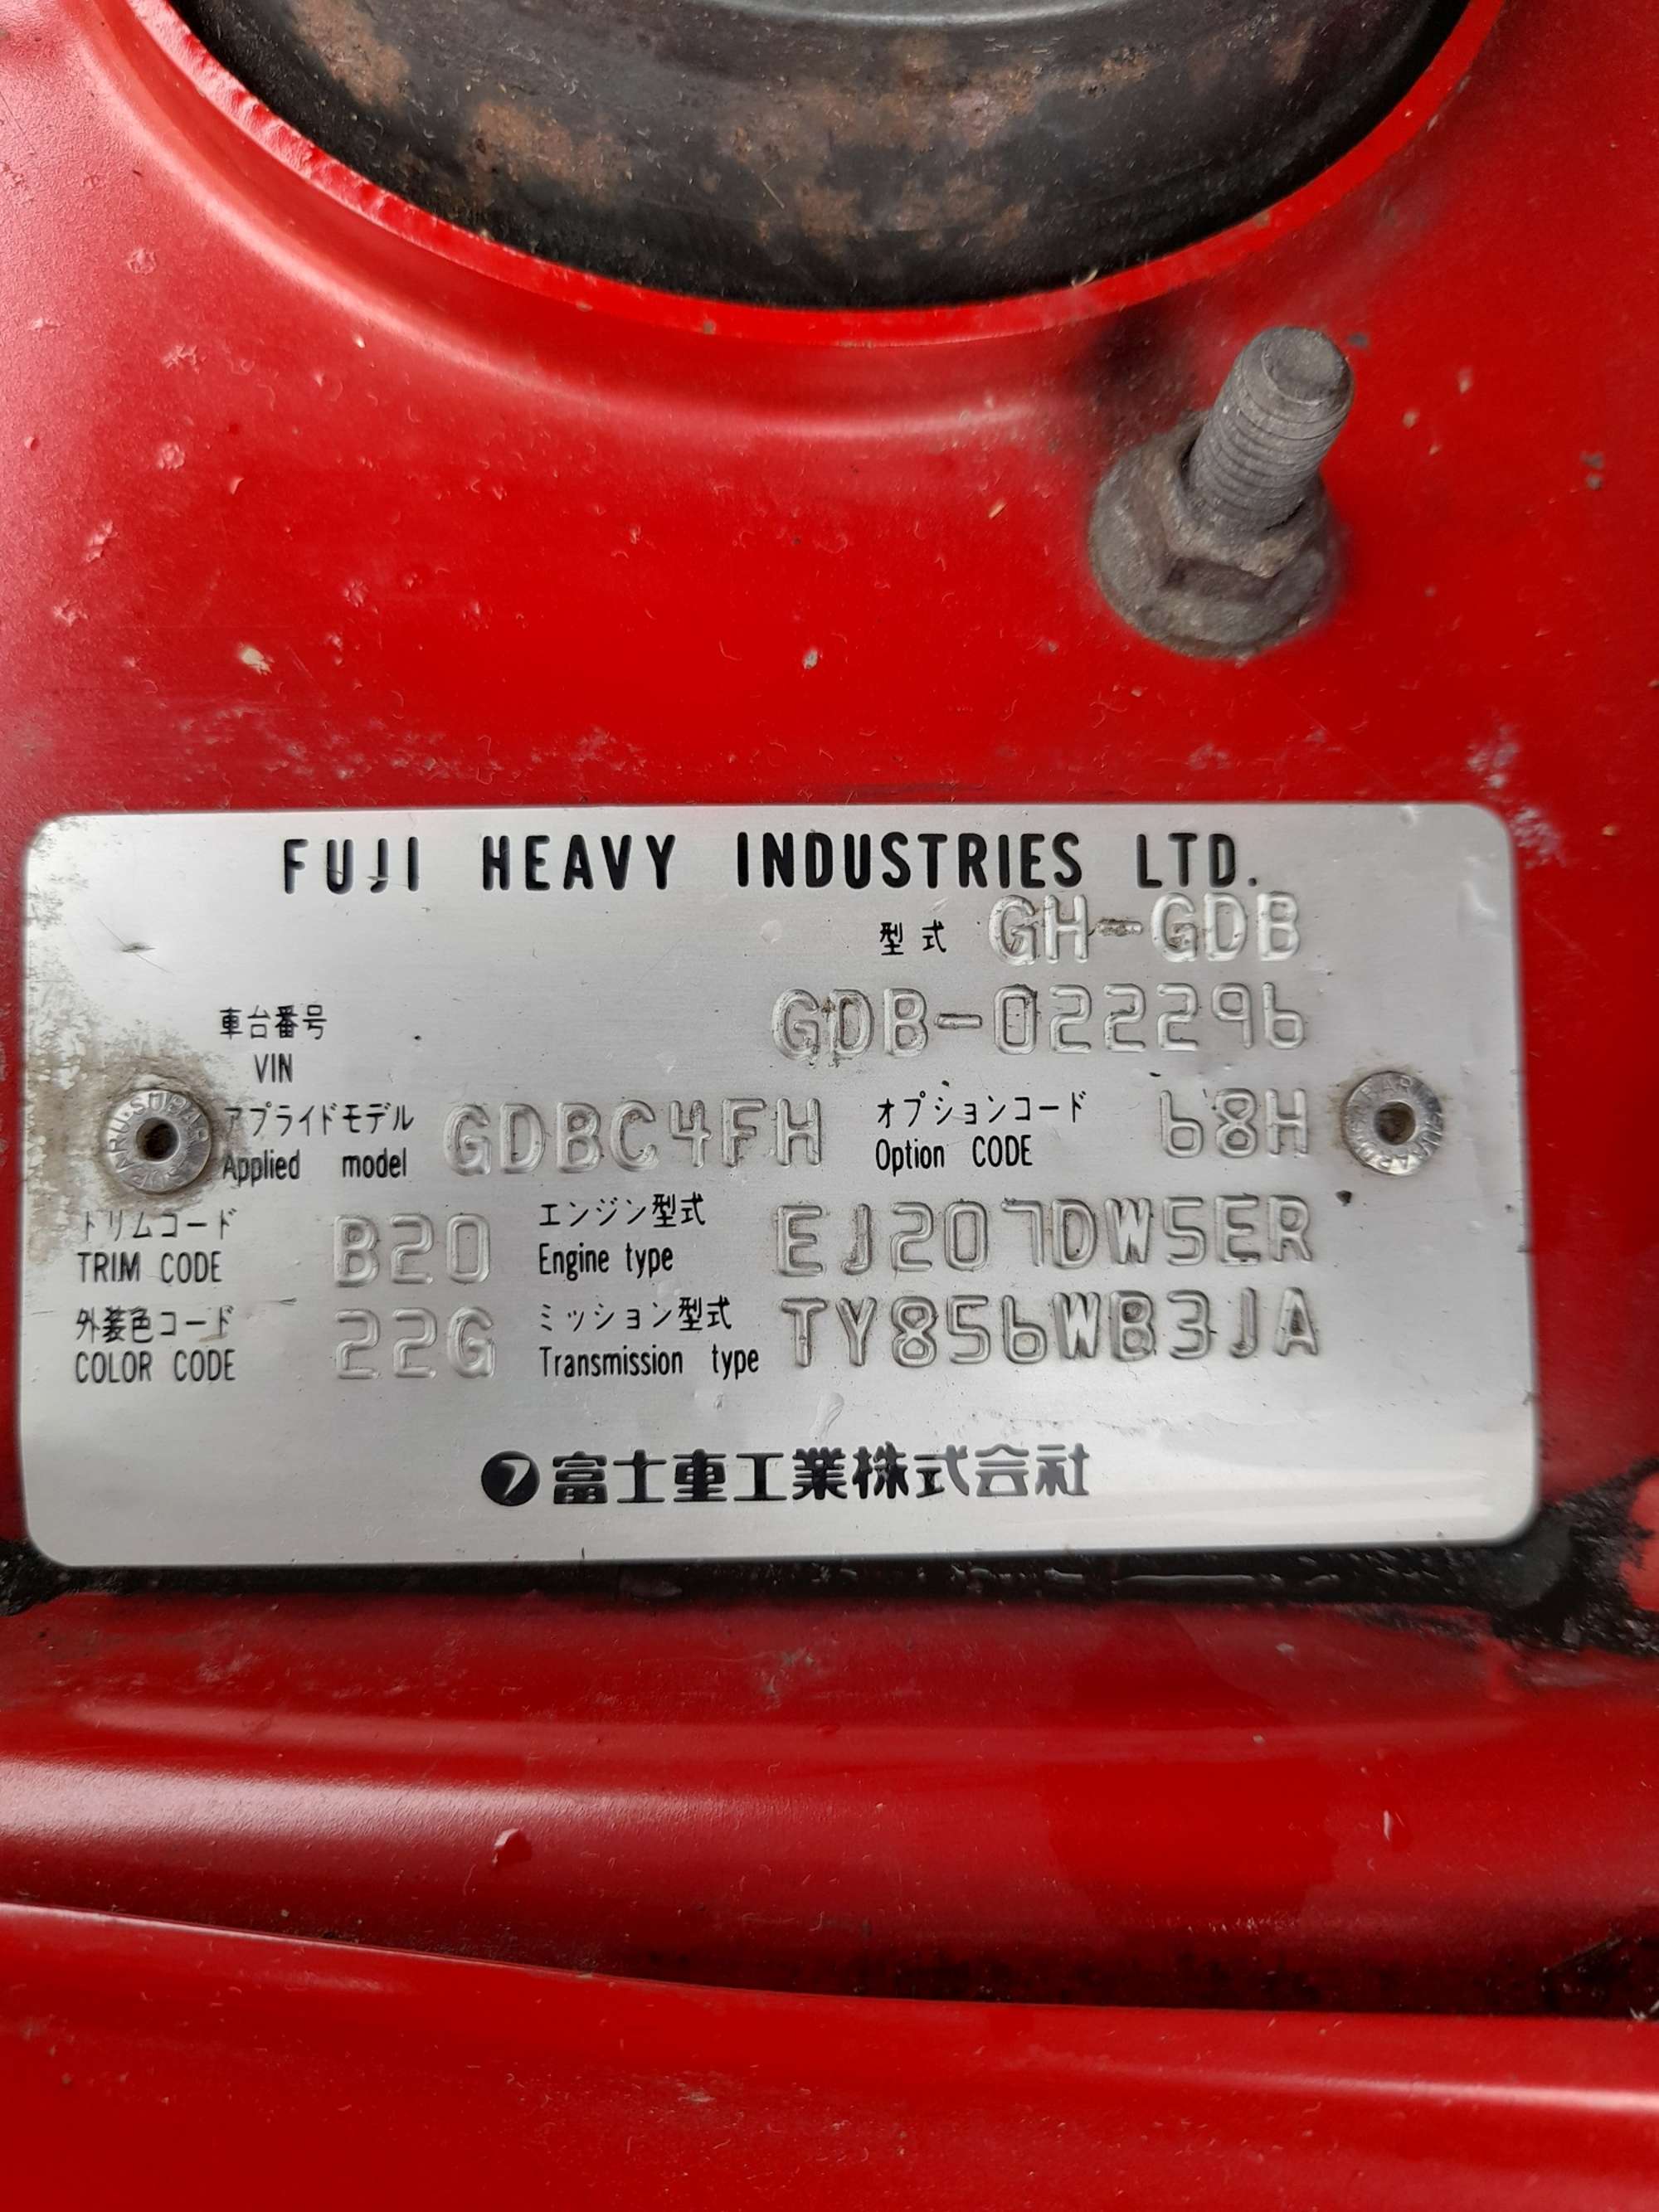 FUJI HEAVY INDUSTRIES LTD.
型式 GH-GDB
車台番号 GDB-022296
VIN
アプライドモデル GDBC4FH オプションコード 68H
Applied model Option CODE
トリムコード B20 エンジン型式 EJ207DW5ER
TRIM CODE Engine type
外装色コード 22G ミッション型式 TY856WB3JA
COLOR CODE Transmission type
フ 富士重工業株式会社